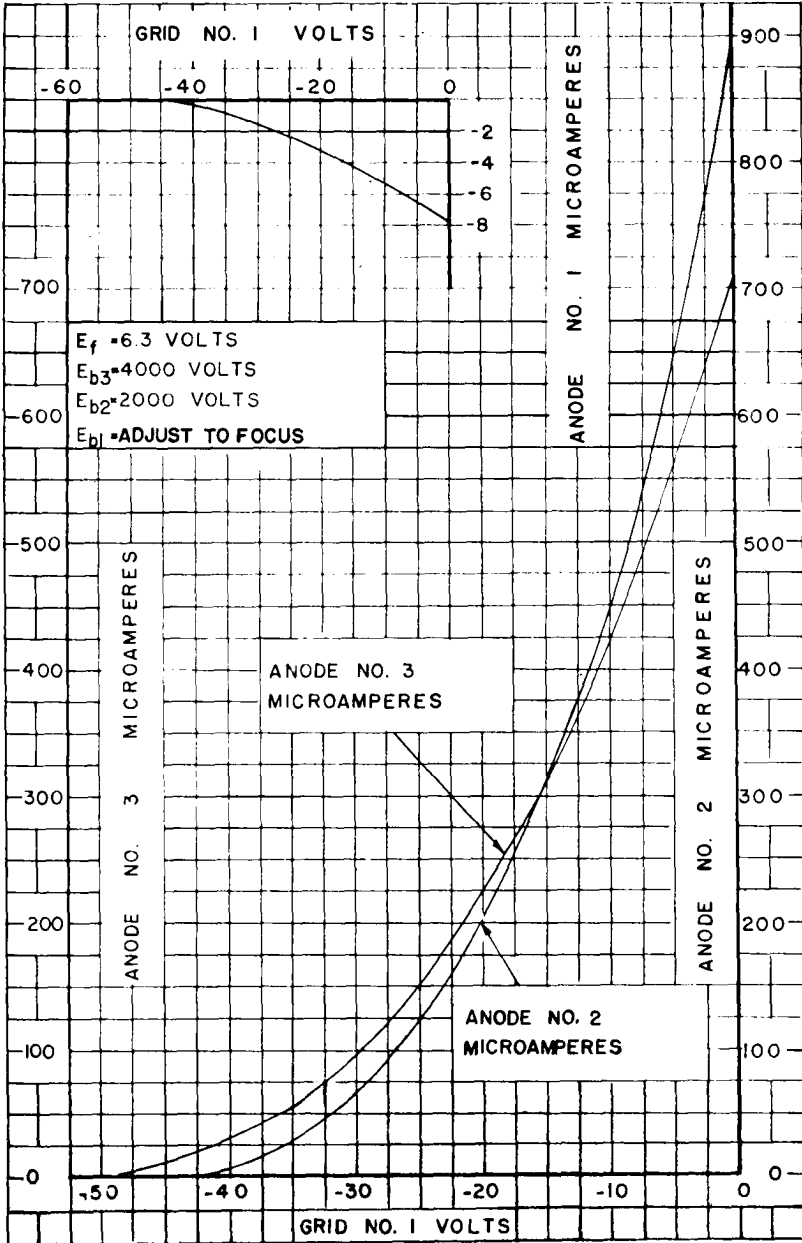 GRID NO. 1 VOLTS
-60 -40 -20 0
-2
-4
-6
-8
ANODE NO. 1 MICROAMPERES
900
800
700
600
500
400
300
200
100
0
-700
-600
-500
-400
-300
-200
-100
-0
Ef = 6.3 VOLTS
Eb3 = 4000 VOLTS
Eb2 = 2000 VOLTS
Eb1 = ADJUST TO FOCUS
ANODE NO. 3 MICROAMPERES
ANODE NO. 3
MICROAMPERES
ANODE NO. 2 MICROAMPERES
ANODE NO. 2
MICROAMPERES
-50 -40 -30 -20 -10 0
GRID NO. 1 VOLTS